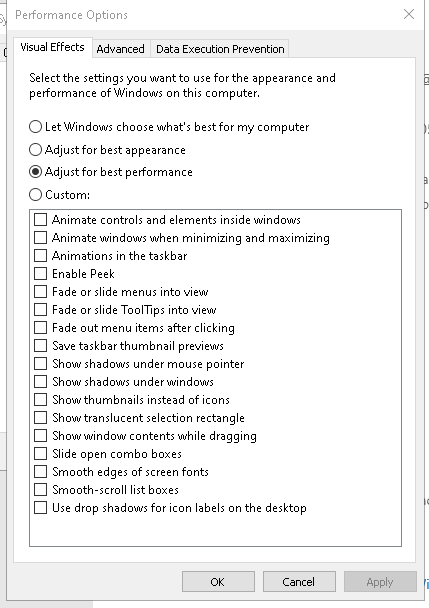 Performance Options
Visual Effects Advanced Data Execution Prevention
Select the settings you want to use for the appearance and
performance of Windows on this computer.
Let Windows choose what's best for my computer
Adjust for best appearance
Adjust for best performance
Custom:
Animate controls and elements inside windows
Animate windows when minimizing and maximizing
Animations in the taskbar
Enable Peek
Fade or slide menus into view
Fade or slide ToolTips into view
Fade out menu items after clicking
Save taskbar thumbnail previews
Show shadows under mouse pointer
Show shadows under windows
Show thumbnails instead of icons
Show translucent selection rectangle
Show window contents while dragging
Slide open combo boxes
Smooth edges of screen fonts
Smooth-scroll list boxes
Use drop shadows for icon labels on the desktop
OK Cancel Apply